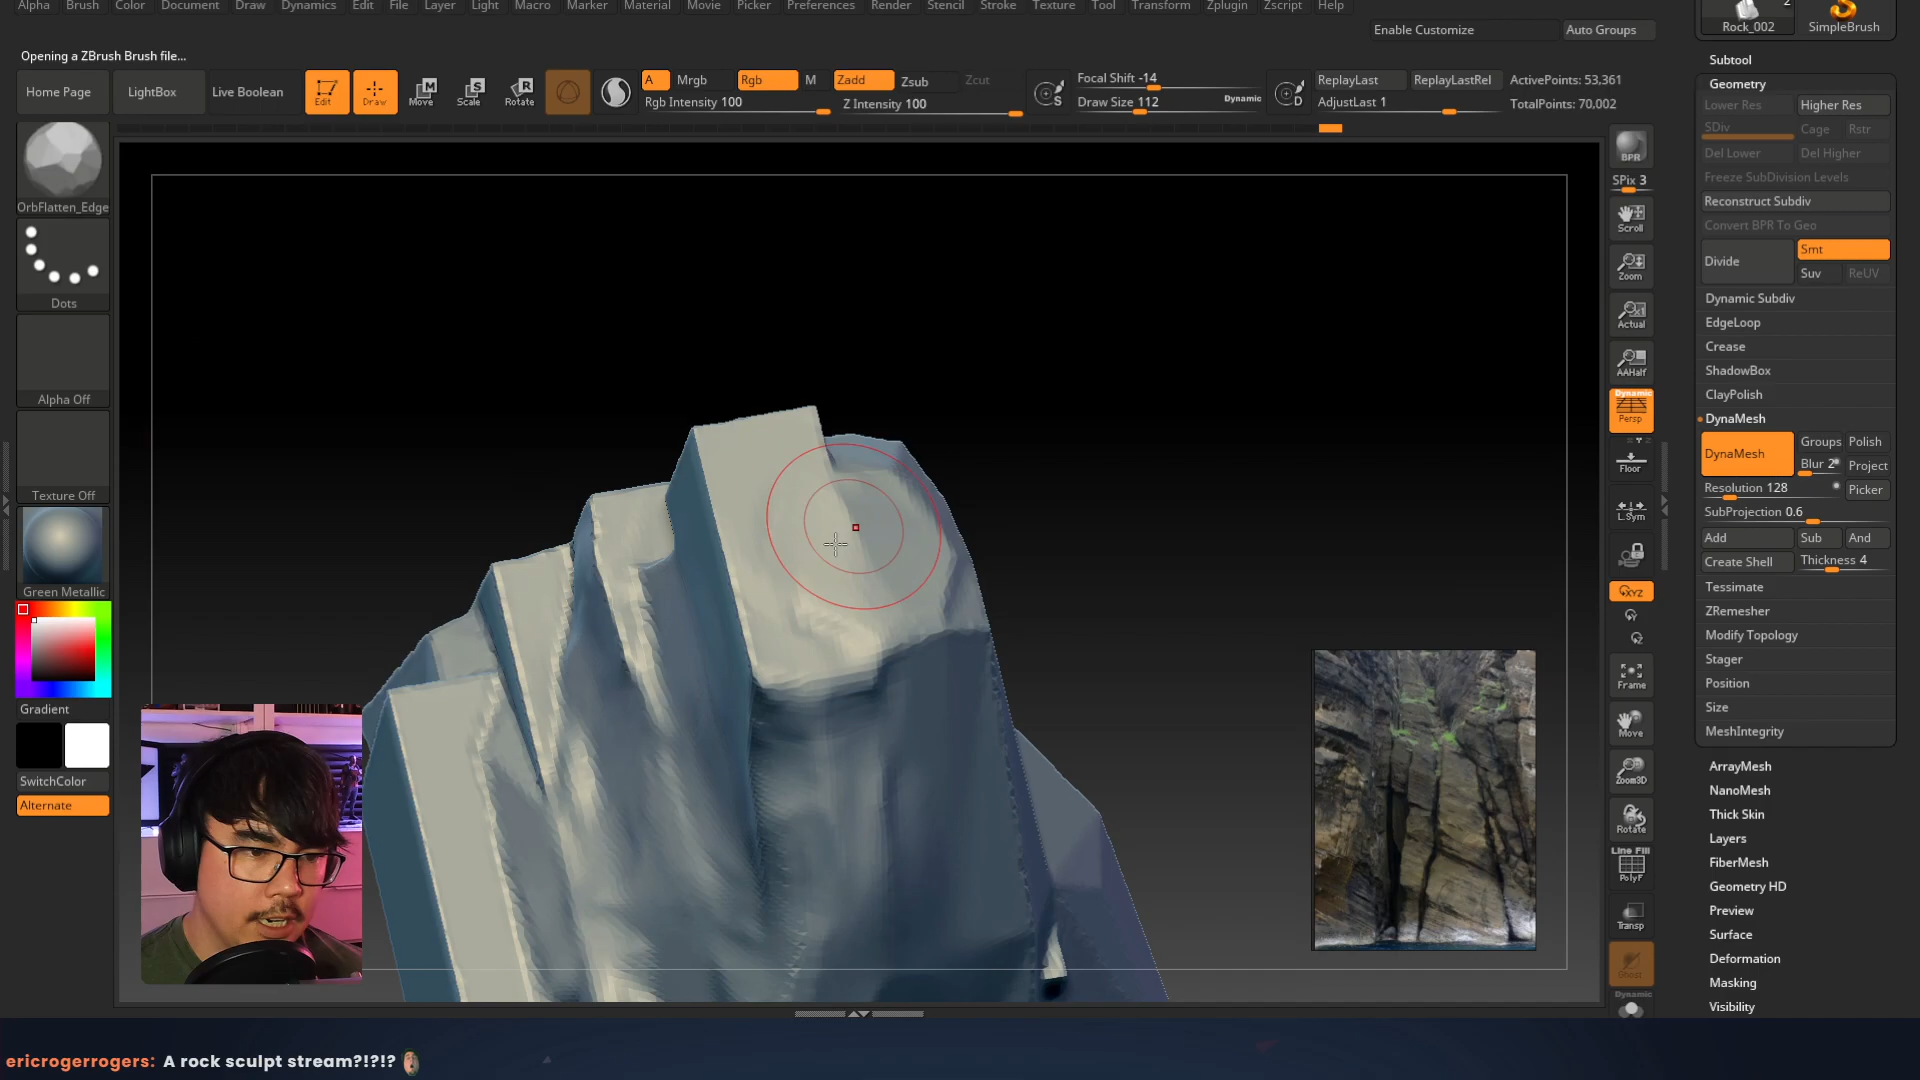 Alpha Brush Color Document Draw Dynamics Edit File Layer Light Macro Marker Material Movie Picker Preferences Render Stencil Stroke Texture Tool Transform Zplugin Zscript Help
Enable Customize Auto Groups
Rock_002 2 SimpleBrush
Opening a ZBrush Brush file...
Home Page LightBox Live Boolean Edit Draw Move Scale Rotate
A Mrgb Rgb M Zadd Zsub Zcut
Rgb Intensity 100 Z Intensity 100
S Focal Shift -14
Draw Size 112 Dynamic D
ReplayLast ReplayLastRel ActivePoints: 53,361
AdjustLast 1 TotalPoints: 70,002
OrbFlatten_Edge
Dots
Alpha Off
Texture Off
Green Metallic
Gradient
SwitchColor
Alternate
BPR
SPix 3
Scroll
Zoom
Actual
AAHalf
Dynamic
Persp
Floor
L.Sym
XYZ
Frame
Move
Zoom3D
Rotate
Line Fill
PolyF
Transp
Ghost
Dynamic
Subtool
Geometry
Lower Res Higher Res
SDiv Cage Rstr
Del Lower Del Higher
Freeze SubDivision Levels
Reconstruct Subdiv
Convert BPR To Geo
Divide Smt
Suv ReUV
Dynamic Subdiv
EdgeLoop
Crease
ShadowBox
ClayPolish
DynaMesh
DynaMesh Groups Polish
Blur 2 Project
Resolution 128 Picker
SubProjection 0.6
Add Sub And
Create Shell Thickness 4
Tessimate
ZRemesher
Modify Topology
Stager
Position
Size
MeshIntegrity
ArrayMesh
NanoMesh
Thick Skin
Layers
FiberMesh
Geometry HD
Preview
Surface
Deformation
Masking
Visibility
ericrogerrogers: A rock sculpt stream?!?!?